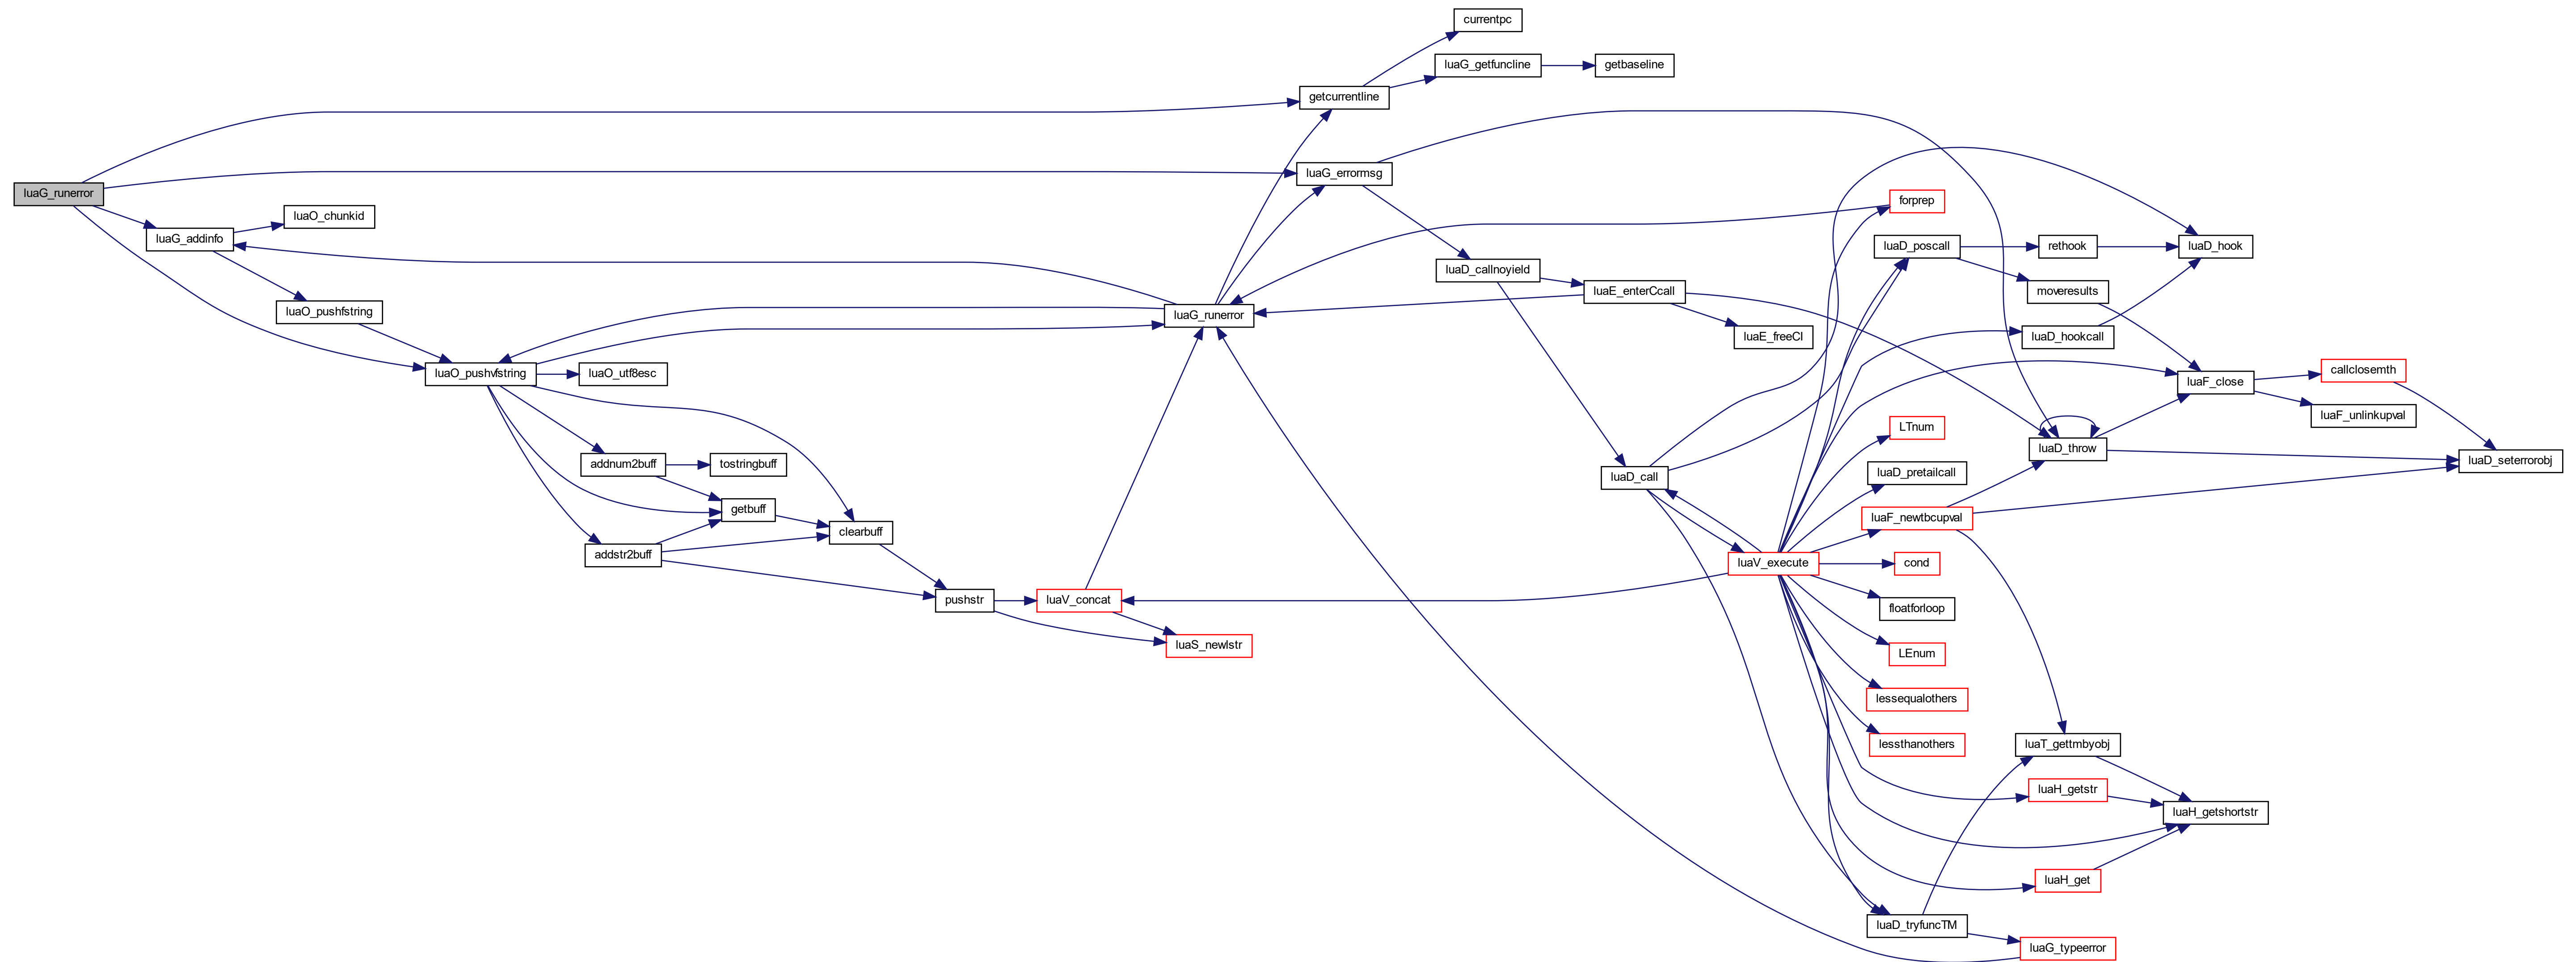 currentpc
luaG_getfuncline
getbaseline
getcurrentline
luaG_errormsg
luaG_runerror
forprep
luaO_chunkid
luaG_addinfo
luaD_poscall
rethook
luaD_hook
luaD_callnoyield
luaE_enterCcall
moveresults
luaO_pushfstring
luaG_runerror
luaE_freeCI
luaD_hookcall
luaO_pushvfstring
luaO_utf8esc
luaF_close
callclosemth
luaF_unlinkupval
LTnum
luaD_throw
luaD_seterrorobj
addnum2buff
tostringbuff
luaD_call
luaD_pretailcall
getbuff
luaF_newtbcupval
clearbuff
addstr2buff
luaV_execute
cond
pushstr
luaV_concat
floatforloop
luaS_newlstr
LEnum
lessequalothers
lessthanothers
luaT_gettmbyobj
luaH_getstr
luaH_getshortstr
luaH_get
luaD_tryfuncTM
luaG_typeerror